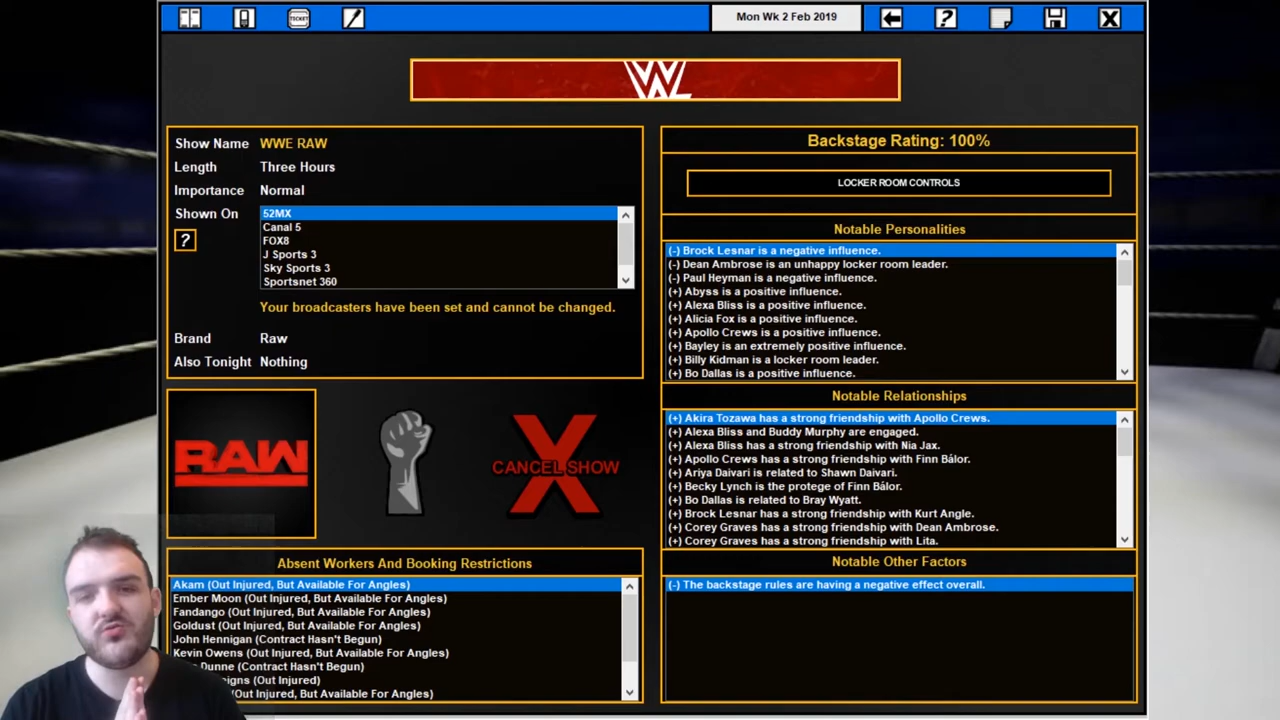 TICKET
Mon Wk 2 Feb 2019
?
W
Show Name WWE RAW
Length Three Hours
Importance Normal
Shown On 52MX
Canal 5
FOX8
J Sports 3
Sky Sports 3
Sportsnet 360
?
Your broadcasters have been set and cannot be changed.
Brand Raw
Also Tonight Nothing
RAW
CANCEL SHOW
Absent Workers And Booking Restrictions
Akam (Out Injured, But Available For Angles)
Ember Moon (Out Injured, But Available For Angles)
Fandango (Out Injured, But Available For Angles)
Goldust (Out Injured, But Available For Angles)
John Hennigan (Contract Hasn't Begun)
Kevin Owens (Out Injured, But Available For Angles)
Dunne (Contract Hasn't Begun)
(Out Injured)
(Out Injured, But Available For Angles)
Backstage Rating: 100%
LOCKER ROOM CONTROLS
Notable Personalities
(-) Brock Lesnar is a negative influence.
(-) Dean Ambrose is an unhappy locker room leader.
(-) Paul Heyman is a negative influence.
(+) Abyss is a positive influence.
(+) Alexa Bliss is a positive influence.
(+) Alicia Fox is a positive influence.
(+) Apollo Crews is a positive influence.
(+) Bayley is an extremely positive influence.
(+) Billy Kidman is a locker room leader.
(+) Bo Dallas is a positive influence.
Notable Relationships
(+) Akira Tozawa has a strong friendship with Apollo Crews.
(+) Alexa Bliss and Buddy Murphy are engaged.
(+) Alexa Bliss has a strong friendship with Nia Jax.
(+) Apollo Crews has a strong friendship with Finn Bálor.
(+) Ariya Daivari is related to Shawn Daivari.
(+) Becky Lynch is the protege of Finn Bálor.
(+) Bo Dallas is related to Bray Wyatt.
(+) Brock Lesnar has a strong friendship with Kurt Angle.
(+) Corey Graves has a strong friendship with Dean Ambrose.
(+) Corey Graves has a strong friendship with Lita.
Notable Other Factors
(-) The backstage rules are having a negative effect overall.